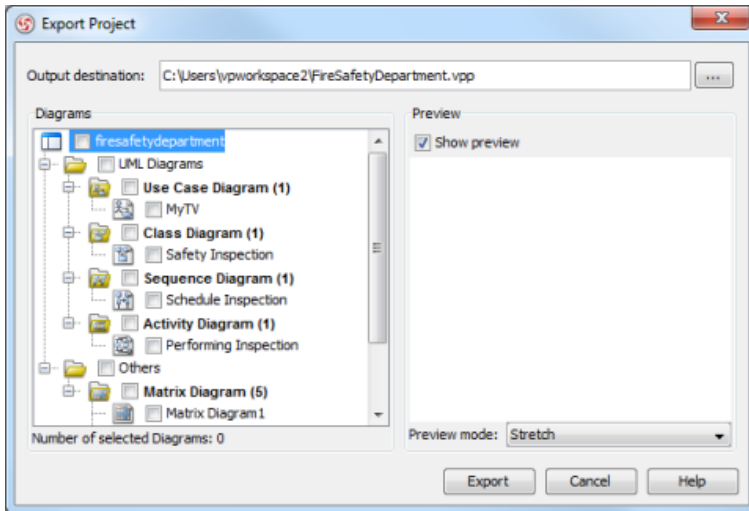 Export Project
Output destination: C:\Users\vpworkspace2\FireSafetyDepartment.vpp ...
Diagrams
firesafetydepartment
UML Diagrams
Use Case Diagram (1)
MyTV
Class Diagram (1)
Safety Inspection
Sequence Diagram (1)
Schedule Inspection
Activity Diagram (1)
Performing Inspection
Others
Matrix Diagram (5)
Matrix Diagram1
Number of selected Diagrams: 0
Preview
Show preview
Preview mode: Stretch
Export Cancel Help